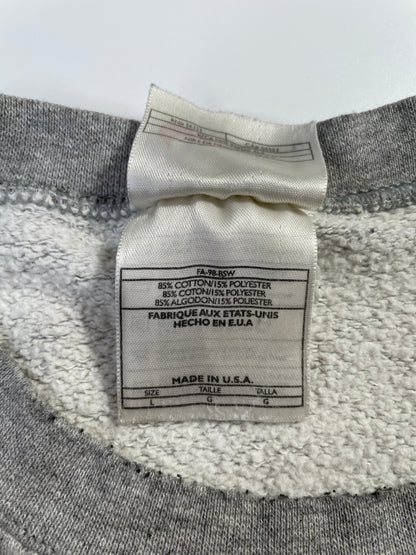 FA-98-BSW
85% COTTON/15% POLYESTER
85% COTON/15% POLYESTER
85% ALGODON/15% POLYESTER
FABRIQUE AUX ETATS-UNIS
HECHO EN E.U.A
MADE IN U.S.A.
SIZE TAILLE TALLA
L G G